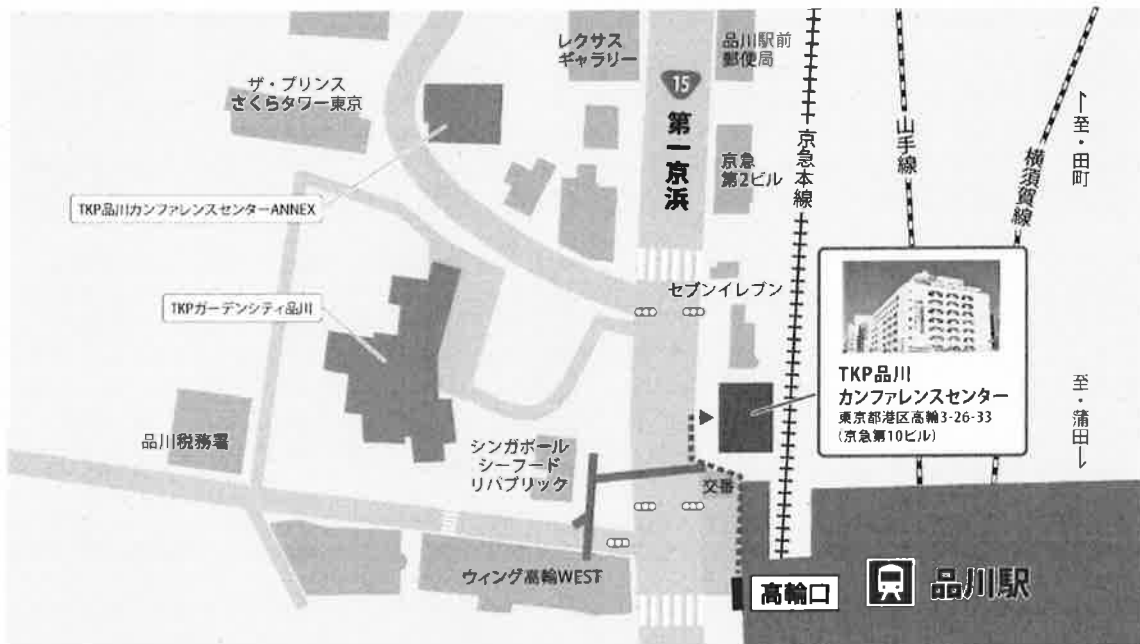 レクサス
ギャラリー
品川駅前
郵便局
15
第一京浜
ザ・プリンス
さくらタワー東京
京急
第2ビル
京急本線
山手線
横須賀線
↑至・田町
TKP品川カンファレンスセンターANNEX
TKPガーデンシティ品川
セブンイレブン
TKP品川
カンファレンスセンター
東京都港区高輪3-26-33
(京急第10ビル)
至・蒲田↓
品川税務署
シンガポール
シーフード
リパブリック
交番
ウィング高輪WEST
高輪口
品川駅